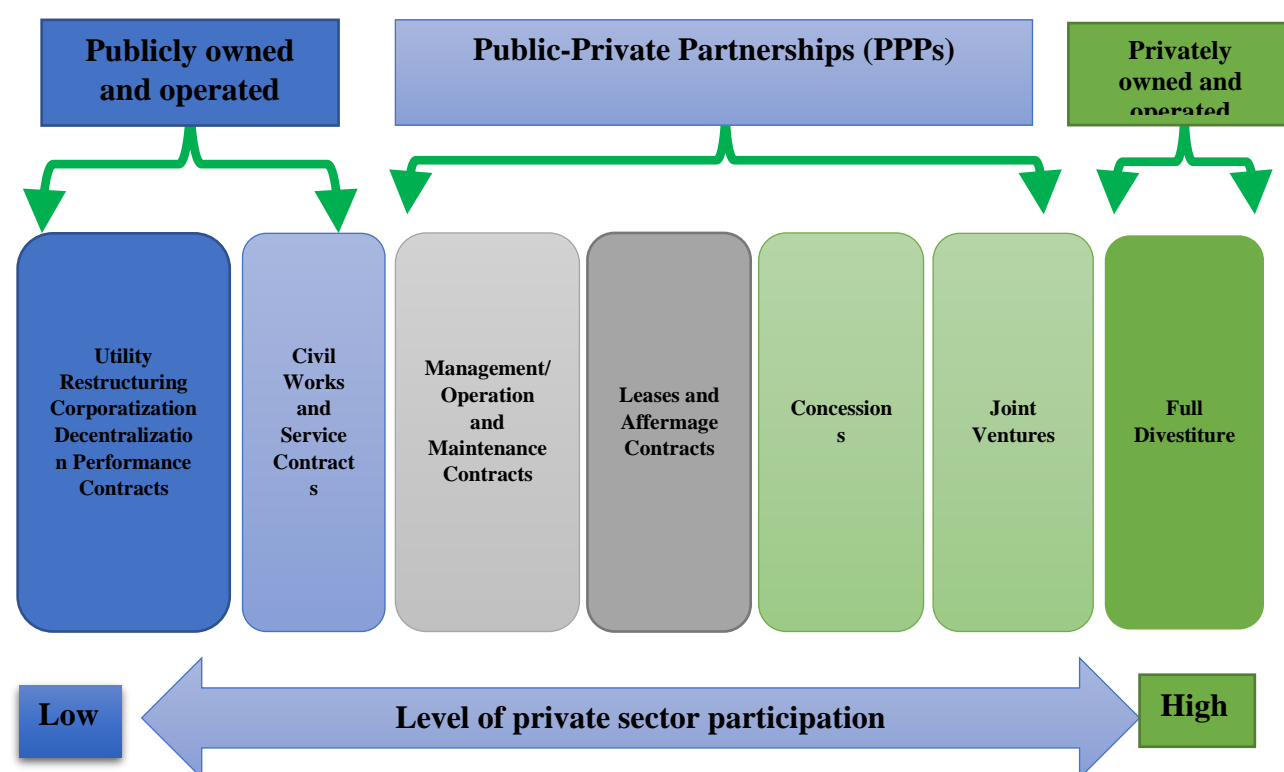 Publicly owned
and operated
Public-Private Partnerships (PPPs)
Privately
owned and
operated
Utility
Restructuring
Corporatization
Decentralizatio
n Performance
Contracts
Civil
Works
and
Service
Contract
s
Management/
Operation
and
Maintenance
Contracts
Leases and
Affermage
Contracts
Concession
s
Joint
Ventures
Full
Divestiture
Low
Level of private sector participation
High